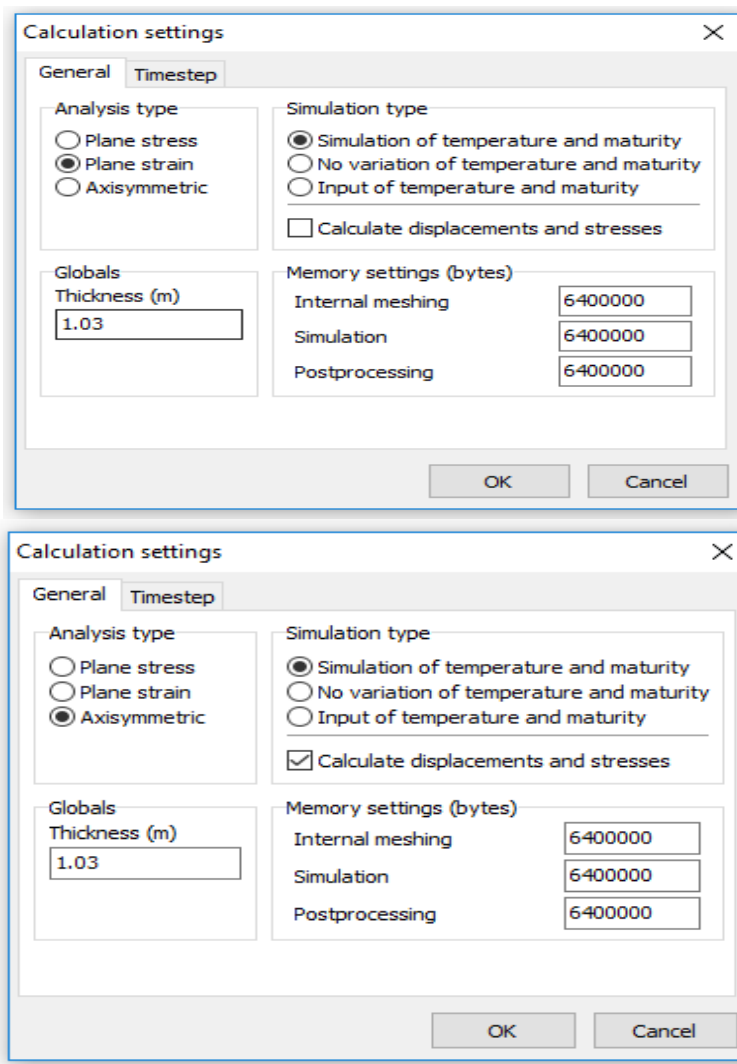 Calculation settings
General Timestep
Analysis type
Plane stress
Plane strain
Axisymmetric
Simulation type
Simulation of temperature and maturity
No variation of temperature and maturity
Input of temperature and maturity
Calculate displacements and stresses
Globals
Thickness (m)
1.03
Memory settings (bytes)
Internal meshing 6400000
Simulation 6400000
Postprocessing 6400000
OK Cancel
Calculation settings
General Timestep
Analysis type
Plane stress
Plane strain
Axisymmetric
Simulation type
Simulation of temperature and maturity
No variation of temperature and maturity
Input of temperature and maturity
Calculate displacements and stresses
Globals
Thickness (m)
1.03
Memory settings (bytes)
Internal meshing 6400000
Simulation 6400000
Postprocessing 6400000
OK Cancel